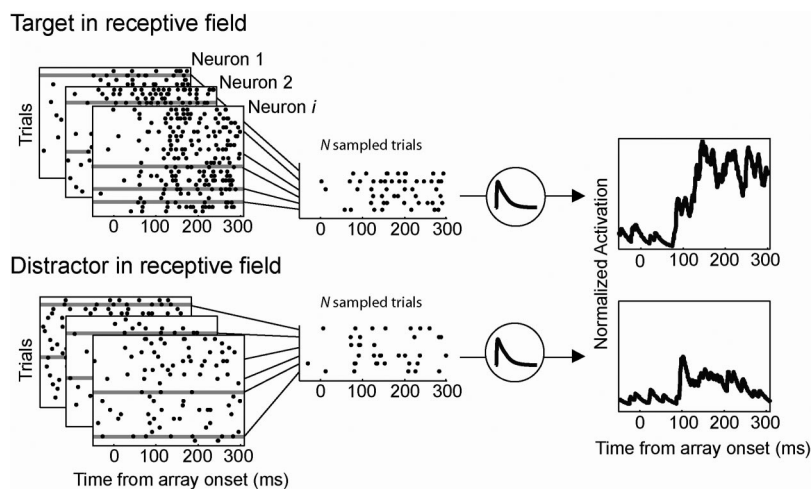 Target in receptive field
Neuron 1
Neuron 2
Neuron i
Trials
N sampled trials
0 100 200 300
0 100 200 300
Normalized Activation
0 100 200 300
Distractor in receptive field
Trials
N sampled trials
0 100 200 300
0 100 200 300
0 100 200 300
Time from array onset (ms)
Time from array onset (ms)